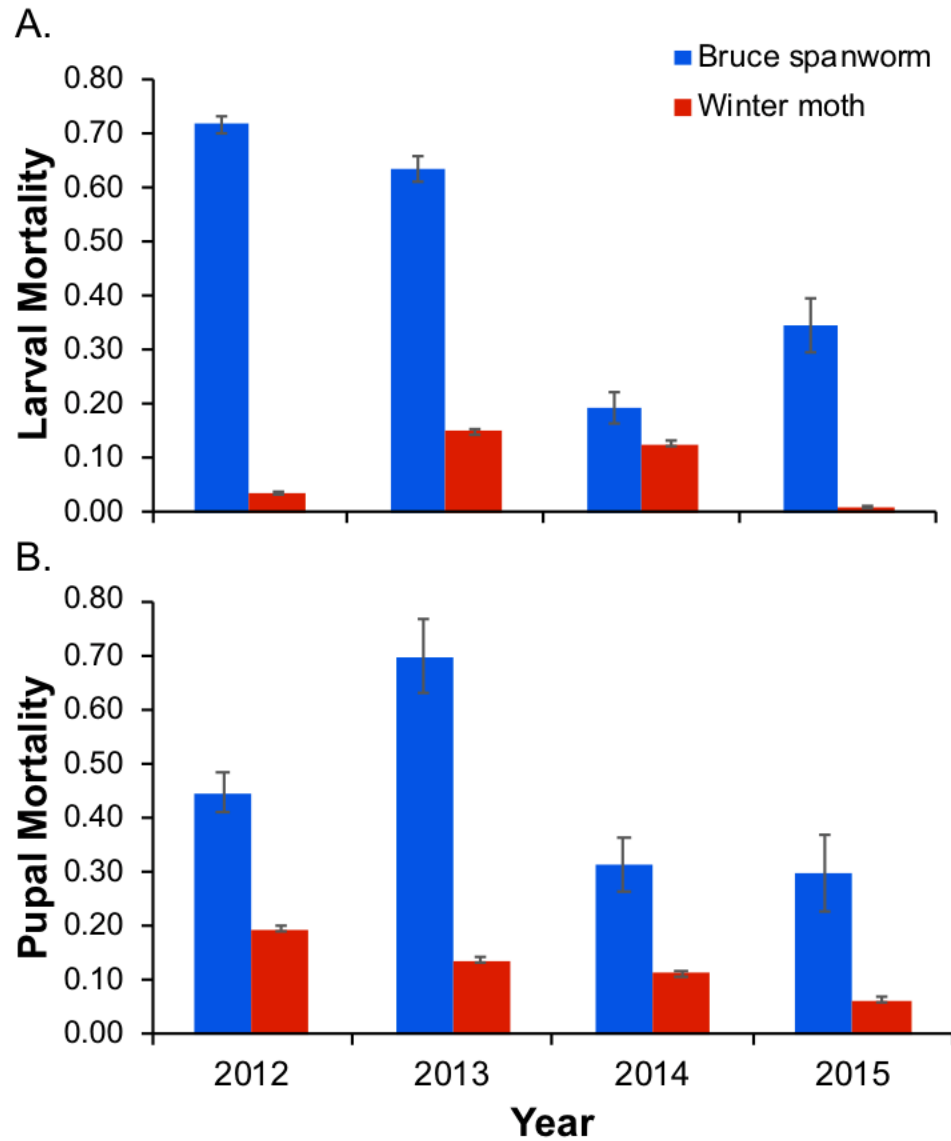 A.
Bruce spanworm
Winter moth
Larval Mortality
0.80
0.70
0.60
0.50
0.40
0.30
0.20
0.10
0.00
B.
Pupal Mortality
0.80
0.70
0.60
0.50
0.40
0.30
0.20
0.10
0.00
2012 2013 2014 2015
Year